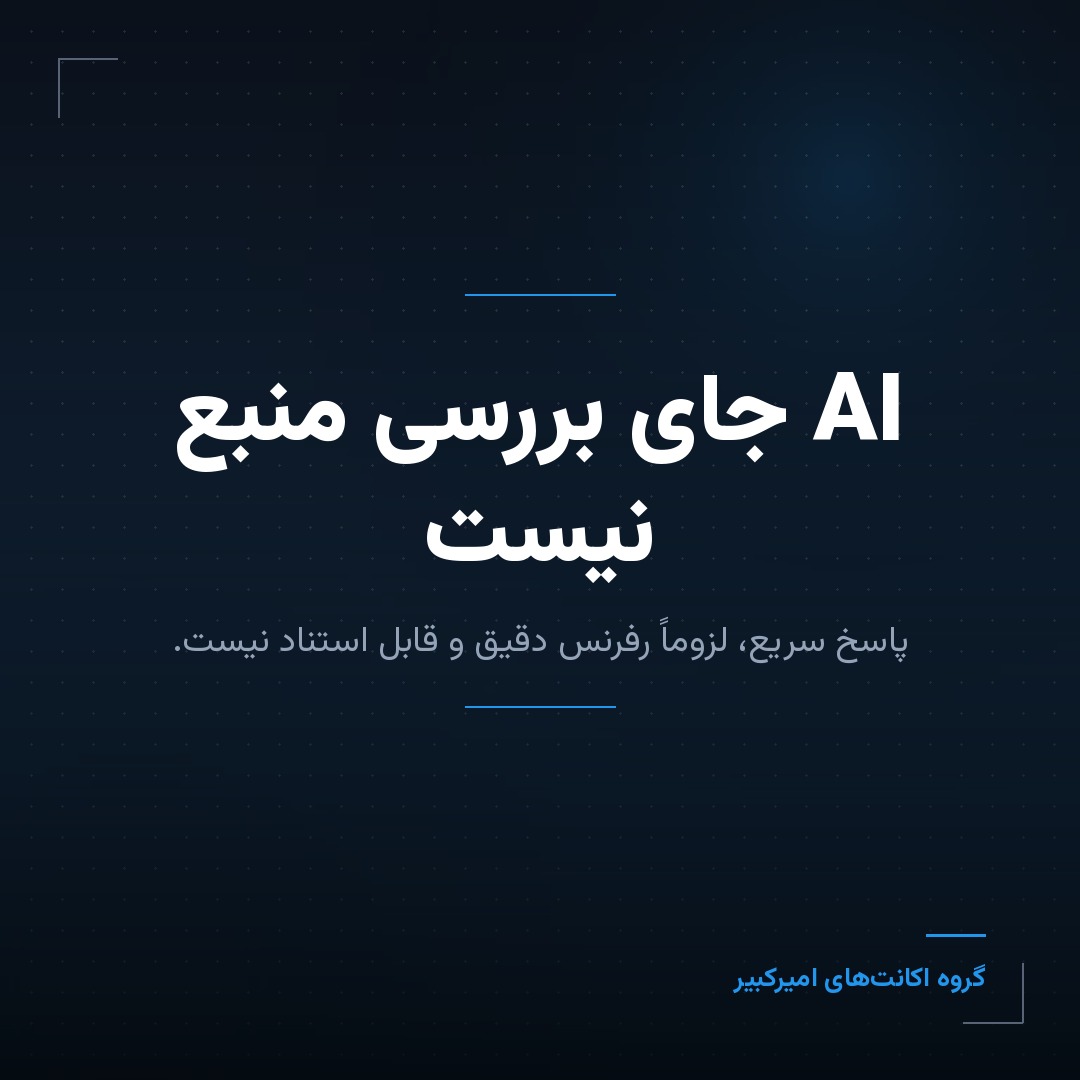 AI جای بررسی منبع
نیست
پاسخ سریع، لزوماً رفرنس دقیق و قابل استناد نیست.
گروه اکانت‌های امیرکبیر